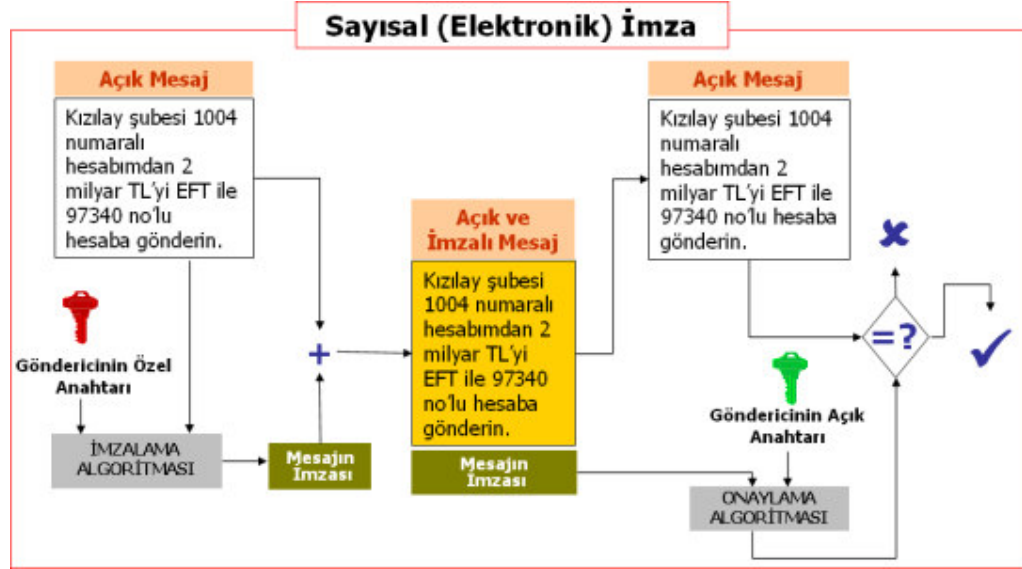 Sayısal (Elektronik) İmza
Açık Mesaj
Kızılay şubesi 1004
numaralı
hesabımdan 2
milyar TL'yi EFT ile
97340 no'lu
hesaba gönderin.
Göndericinin Özel
Anahtarı
İMZALAMA
ALGORİTMASI
+
Mesajın
İmzası
Açık ve
İmzalı Mesaj
Kızılay şubesi
1004 numaralı
hesabımdan 2
milyar TL'yi
EFT ile 97340
no'lu hesaba
gönderin.
Mesajın
İmzası
Açık Mesaj
Kızılay şubesi 1004
numaralı
hesabımdan 2
milyar TL'yi EFT ile
97340 no'lu hesaba
gönderin.
Göndericinin Açık
Anahtarı
ONAYLAMA
ALGORİTMASI
=?